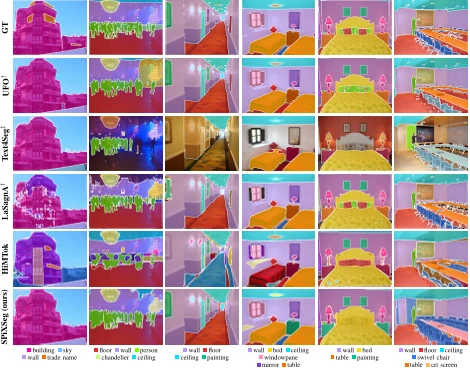 GT
UFO†
Text4Seg‡
LaSagnA†
HiMTok
SPiXSeg (ours)
building sky
wall trade name
floor wall person
chandelier ceiling
wall floor
ceiling painting
wall bed ceiling
windowpane
mirror table
wall bed
table painting
wall floor ceiling
swivel chair
table crt screen